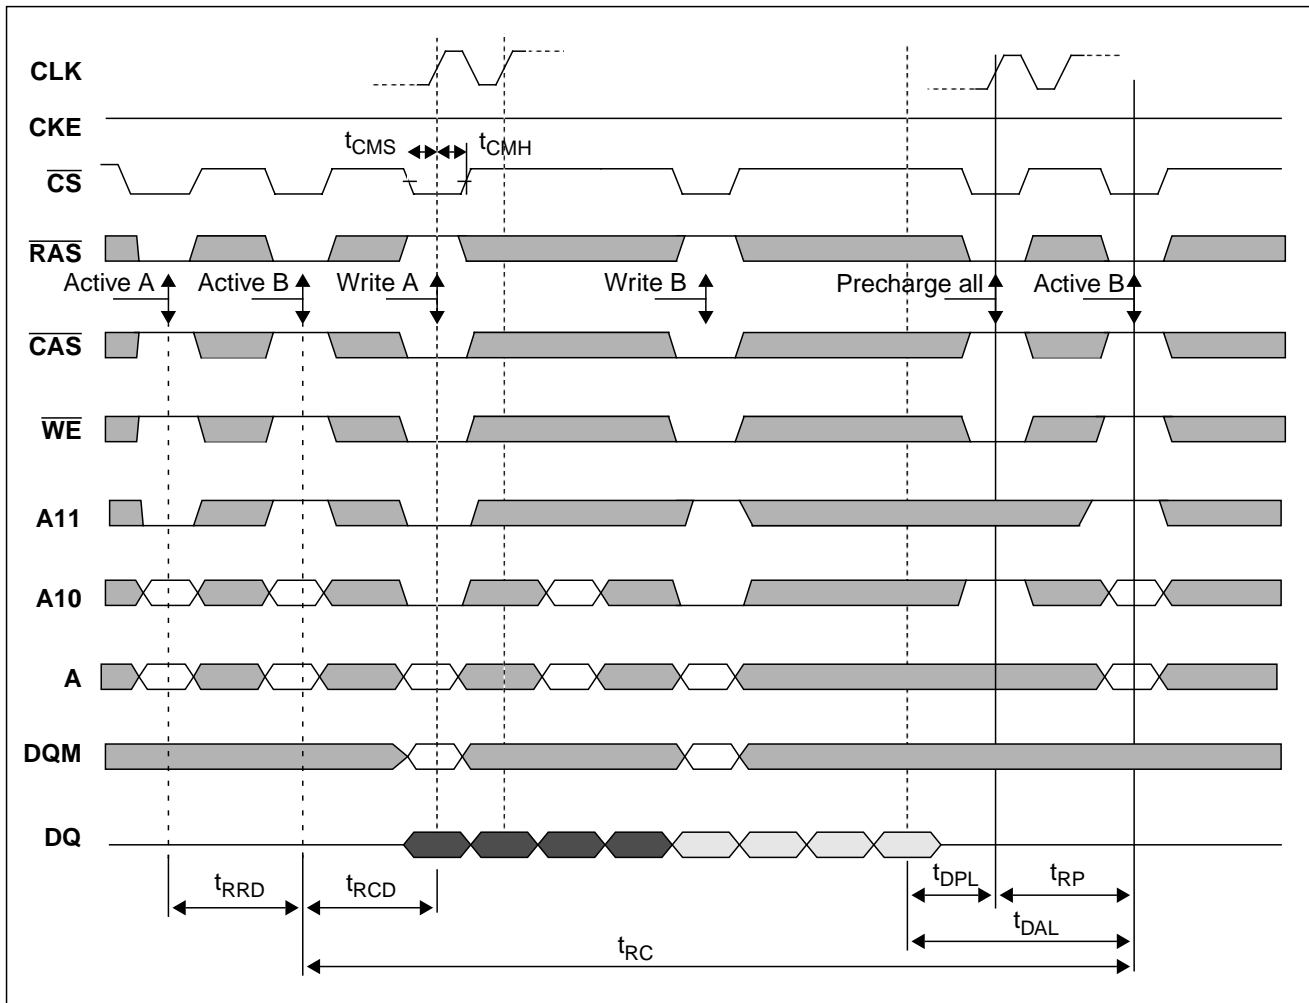 CLK
CKE
tCMS tCMH
CS
RAS
Active A Active B Write A Write B Precharge all Active B
CAS
WE
A11
A10
A
DQM
DQ
tRRD tRCD tDPL tRP
tDAL
tRC